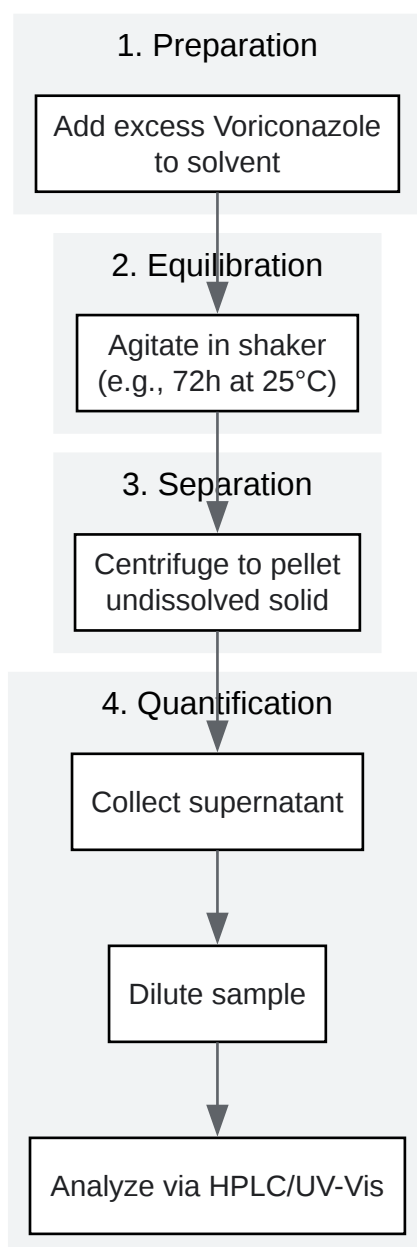 1. Preparation
Add excess Voriconazole
to solvent
2. Equilibration
Agitate in shaker
(e.g., 72h at 25°C)
3. Separation
Centrifuge to pellet
undissolved solid
4. Quantification
Collect supernatant
Dilute sample
Analyze via HPLC/UV-Vis